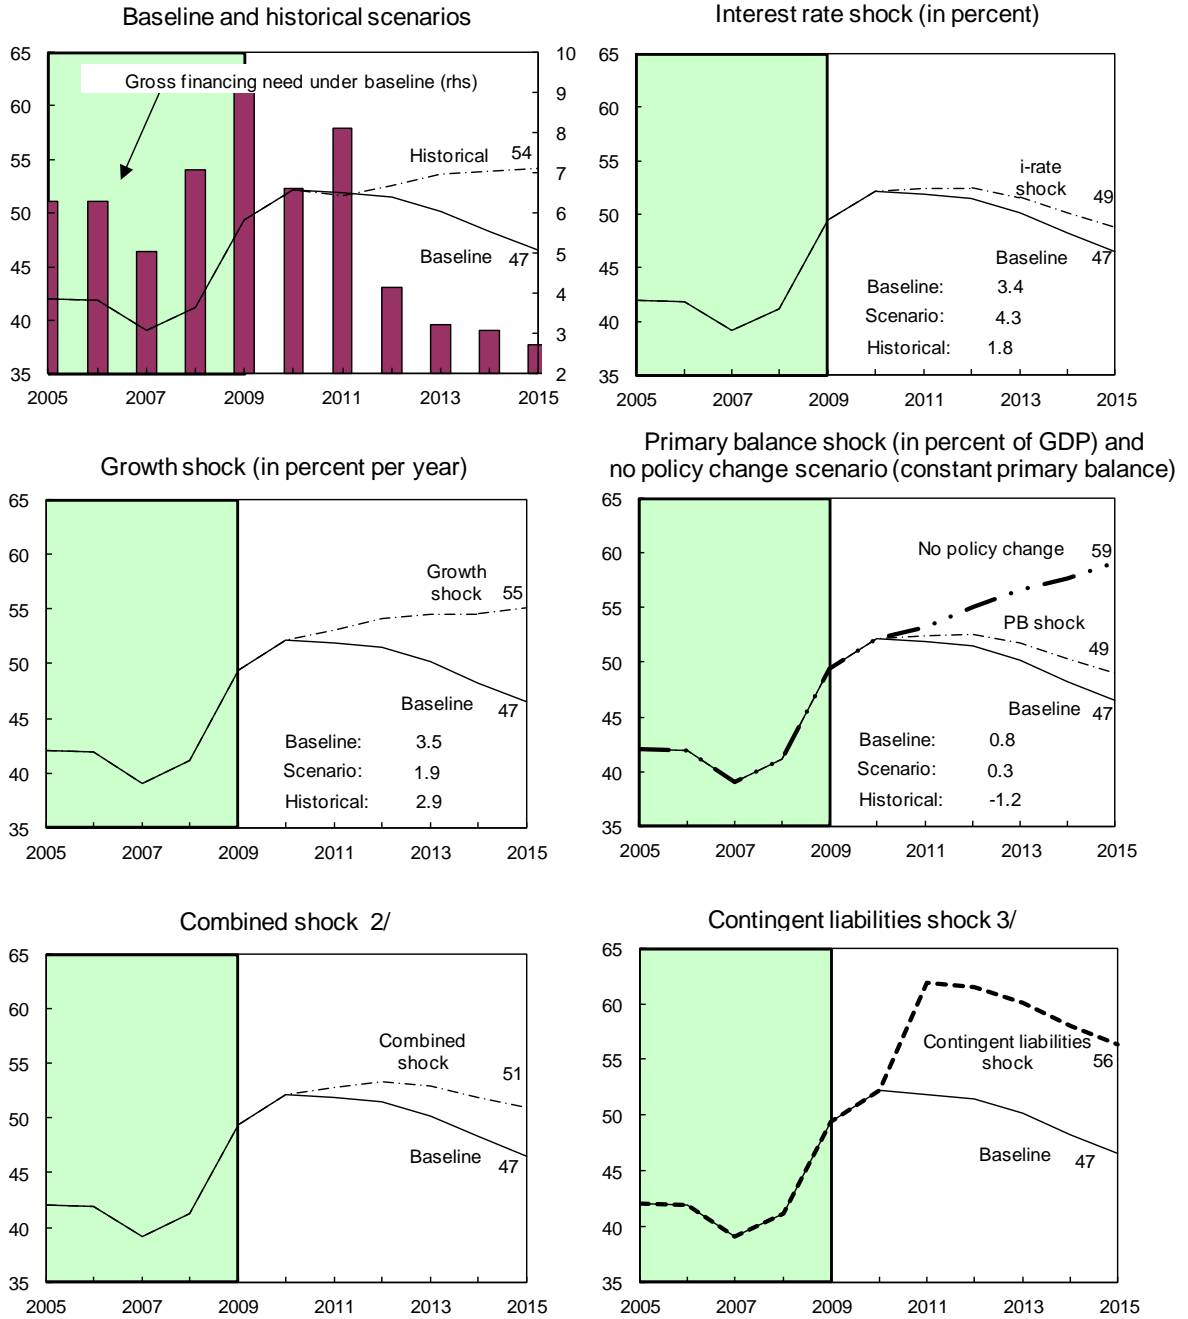 Baseline and historical scenarios
65
60
55
50
45
40
35
10
9
8
7
6
5
4
3
2
Gross financing need under baseline (rhs)
Historical
54
Baseline
47
2005
2007
2009
2011
2013
2015
Interest rate shock (in percent)
65
60
55
50
45
40
35
i-rate
shock
49
Baseline
47
Baseline: 3.4
Scenario: 4.3
Historical: 1.8
2005
2007
2009
2011
2013
2015
Growth shock (in percent per year)
65
60
55
50
45
40
35
Growth
shock
55
Baseline
47
Baseline: 3.5
Scenario: 1.9
Historical: 2.9
2005
2007
2009
2011
2013
2015
Primary balance shock (in percent of GDP) and
no policy change scenario (constant primary balance)
65
60
55
50
45
40
35
No policy change
59
PB shock
49
Baseline
47
Baseline: 0.8
Scenario: 0.3
Historical: -1.2
2005
2007
2009
2011
2013
2015
Combined shock 2/
65
60
55
50
45
40
35
Combined
shock
51
Baseline
47
2005
2007
2009
2011
2013
2015
Contingent liabilities shock 3/
65
60
55
50
45
40
35
Contingent liabilities
shock
56
Baseline
47
2005
2007
2009
2011
2013
2015